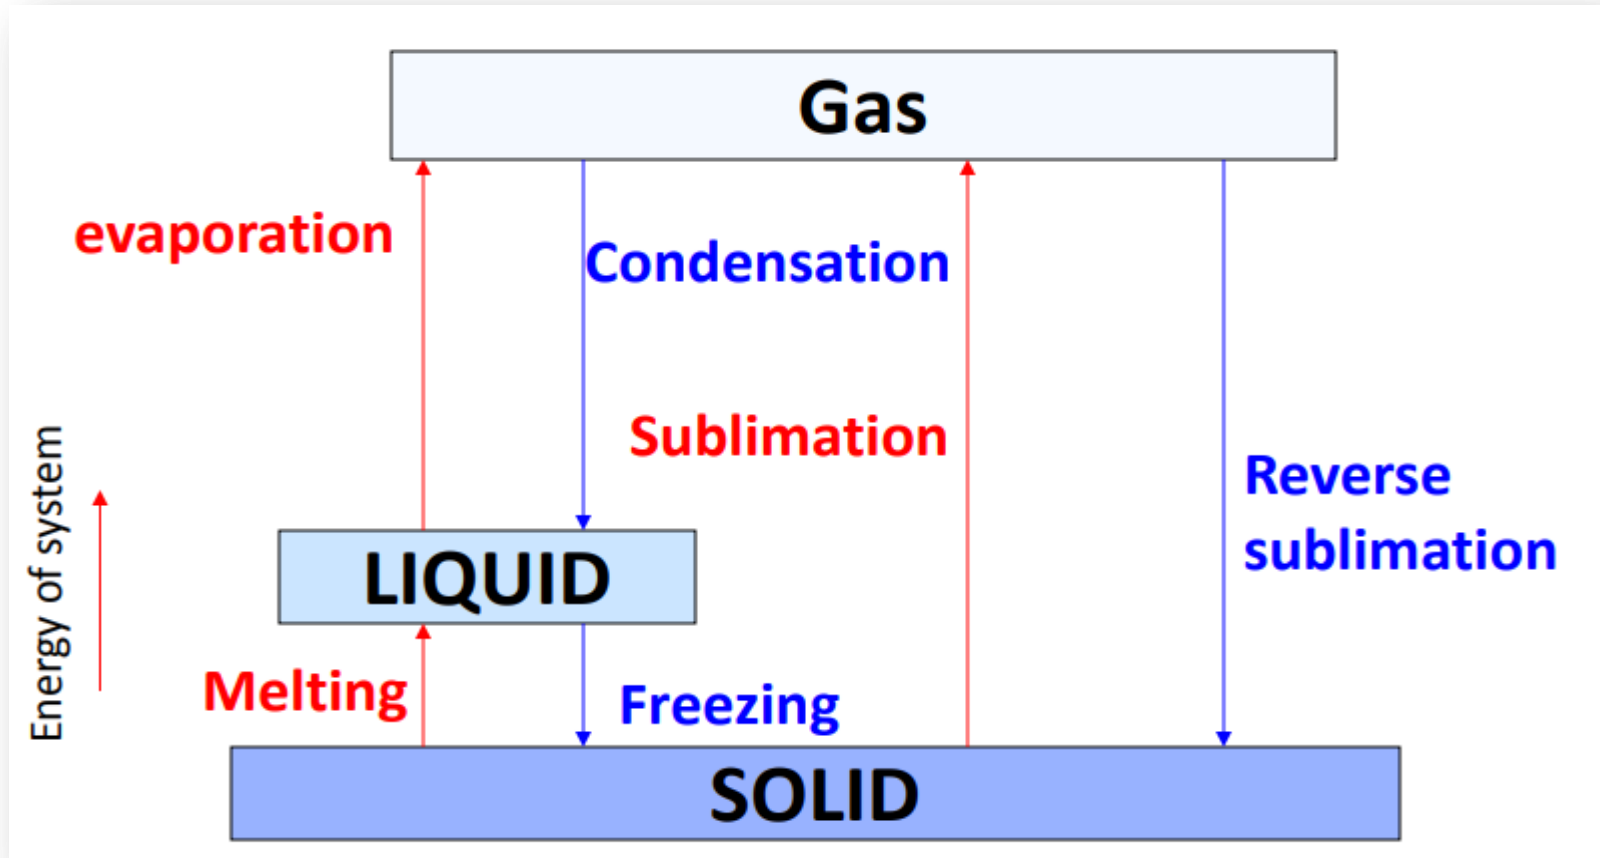 Gas
evaporation
Condensation
Sublimation
Reverse
sublimation
Energy of system
LIQUID
Melting
Freezing
SOLID